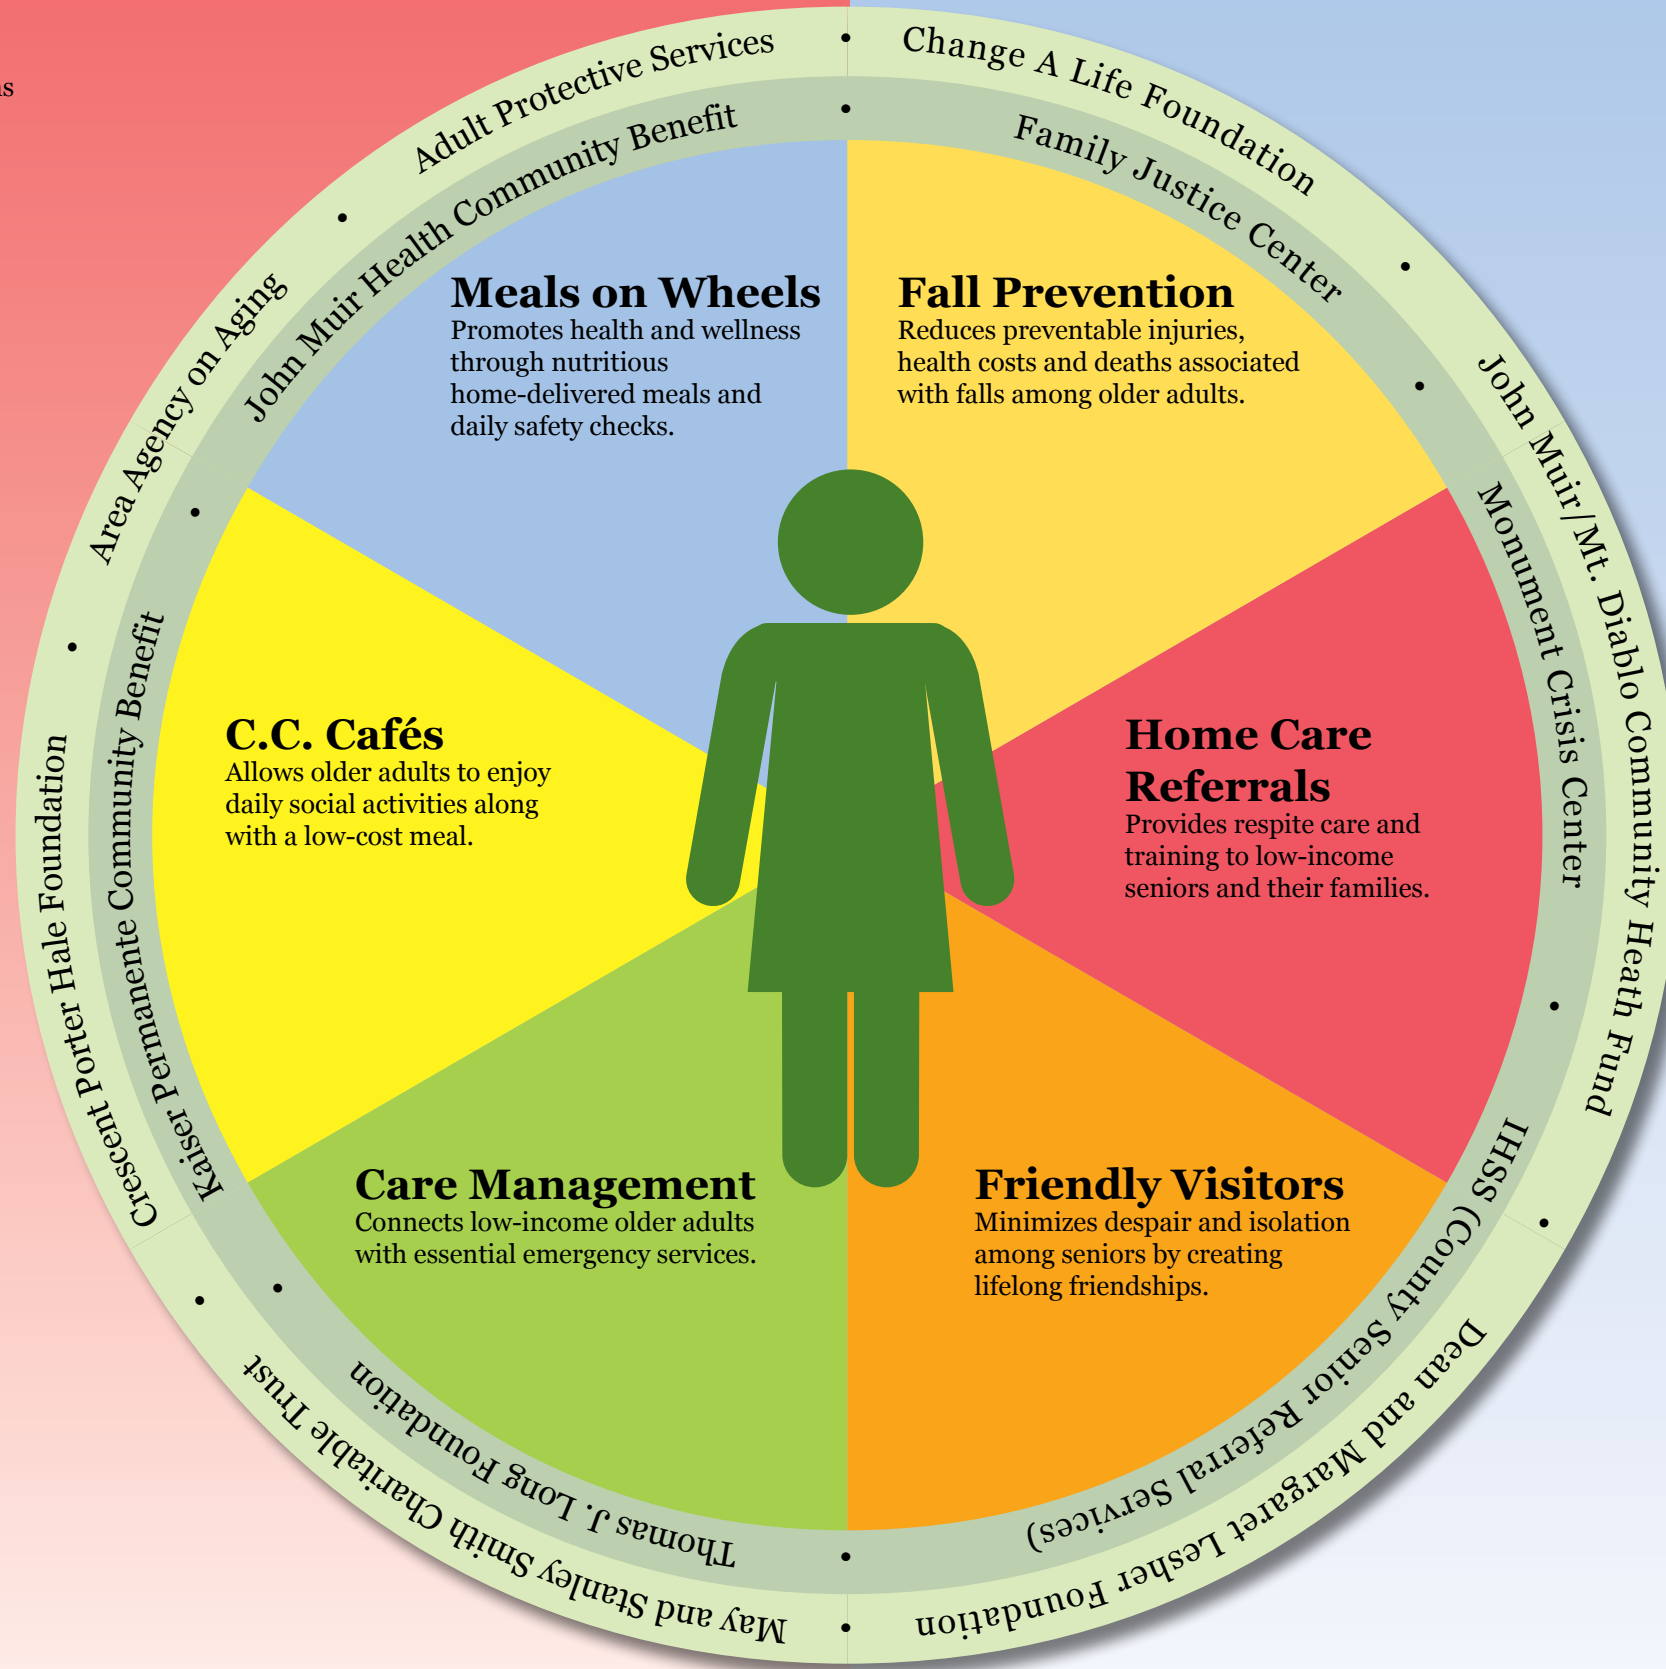 Adult Protective Services
•
Change A Life Foundation
•
John Muir/Mt. Diablo Community Heath Fund
•
Dean and Margaret Lesher Foundation
•
May and Stanley Smith Charitable Trust
•
Crescent Porter Hale Foundation
•
Area Agency on Aging
•
John Muir Health Community Benefit
•
Family Justice Center
•
Monument Crisis Center
•
IHSS (County Senior Referral Services)
•
Thomas J. Long Foundation
•
Kaiser Permanente Community Benefit
•
Meals on Wheels
Promotes health and wellness
through nutritious
home-delivered meals and
daily safety checks.
Fall Prevention
Reduces preventable injuries,
health costs and deaths associated
with falls among older adults.
C.C. Cafés
Allows older adults to enjoy
daily social activities along
with a low-cost meal.
Home Care
Referrals
Provides respite care and
training to low-income
seniors and their families.
Care Management
Connects low-income older adults
with essential emergency services.
Friendly Visitors
Minimizes despair and isolation
among seniors by creating
lifelong friendships.